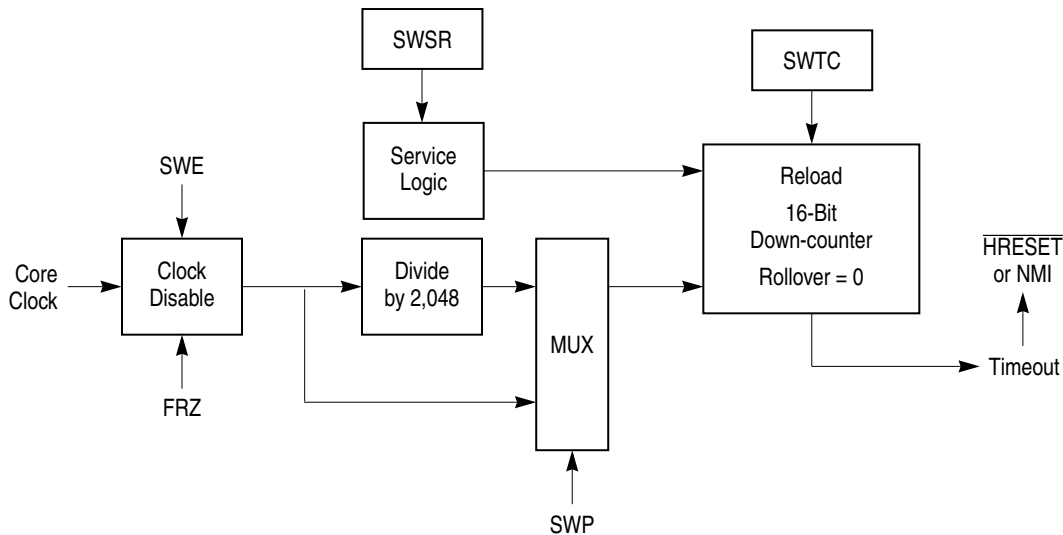 SWSR
SWTC
Service
Logic
Reload
16-Bit
Down-counter
Rollover = 0
SWE
Core
Clock
Clock
Disable
Divide
by 2,048
MUX
HRESET
or NMI
Timeout
FRZ
SWP